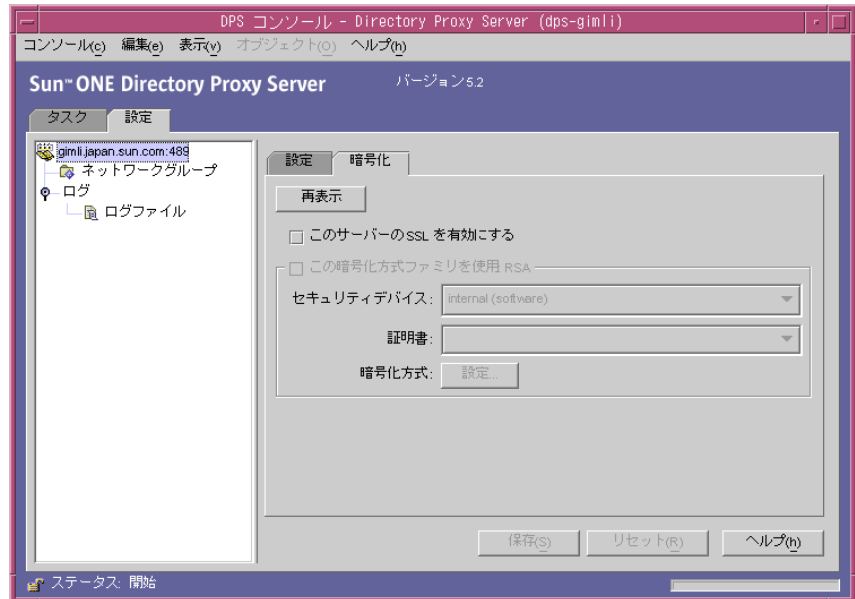 DPS コンソール - Directory Proxy Server (dps-gimli)
コンソール(c) 編集(e) 表示(v) オブジェクト(O) ヘルプ(h)
Sun™ ONE Directory Proxy Server バージョン5.2
タスク 設定
gimli.japan.sun.com:489
ネットワークグループ
ログ
ログファイル
設定 暗号化
再表示
このサーバーのSSL を有効にする
この暗号化方式ファミリを使用 RSA
セキュリティデバイス: internal (software)
証明書:
暗号化方式: 設定...
保存(S) リセット(R) ヘルプ(h)
ステータス: 開始